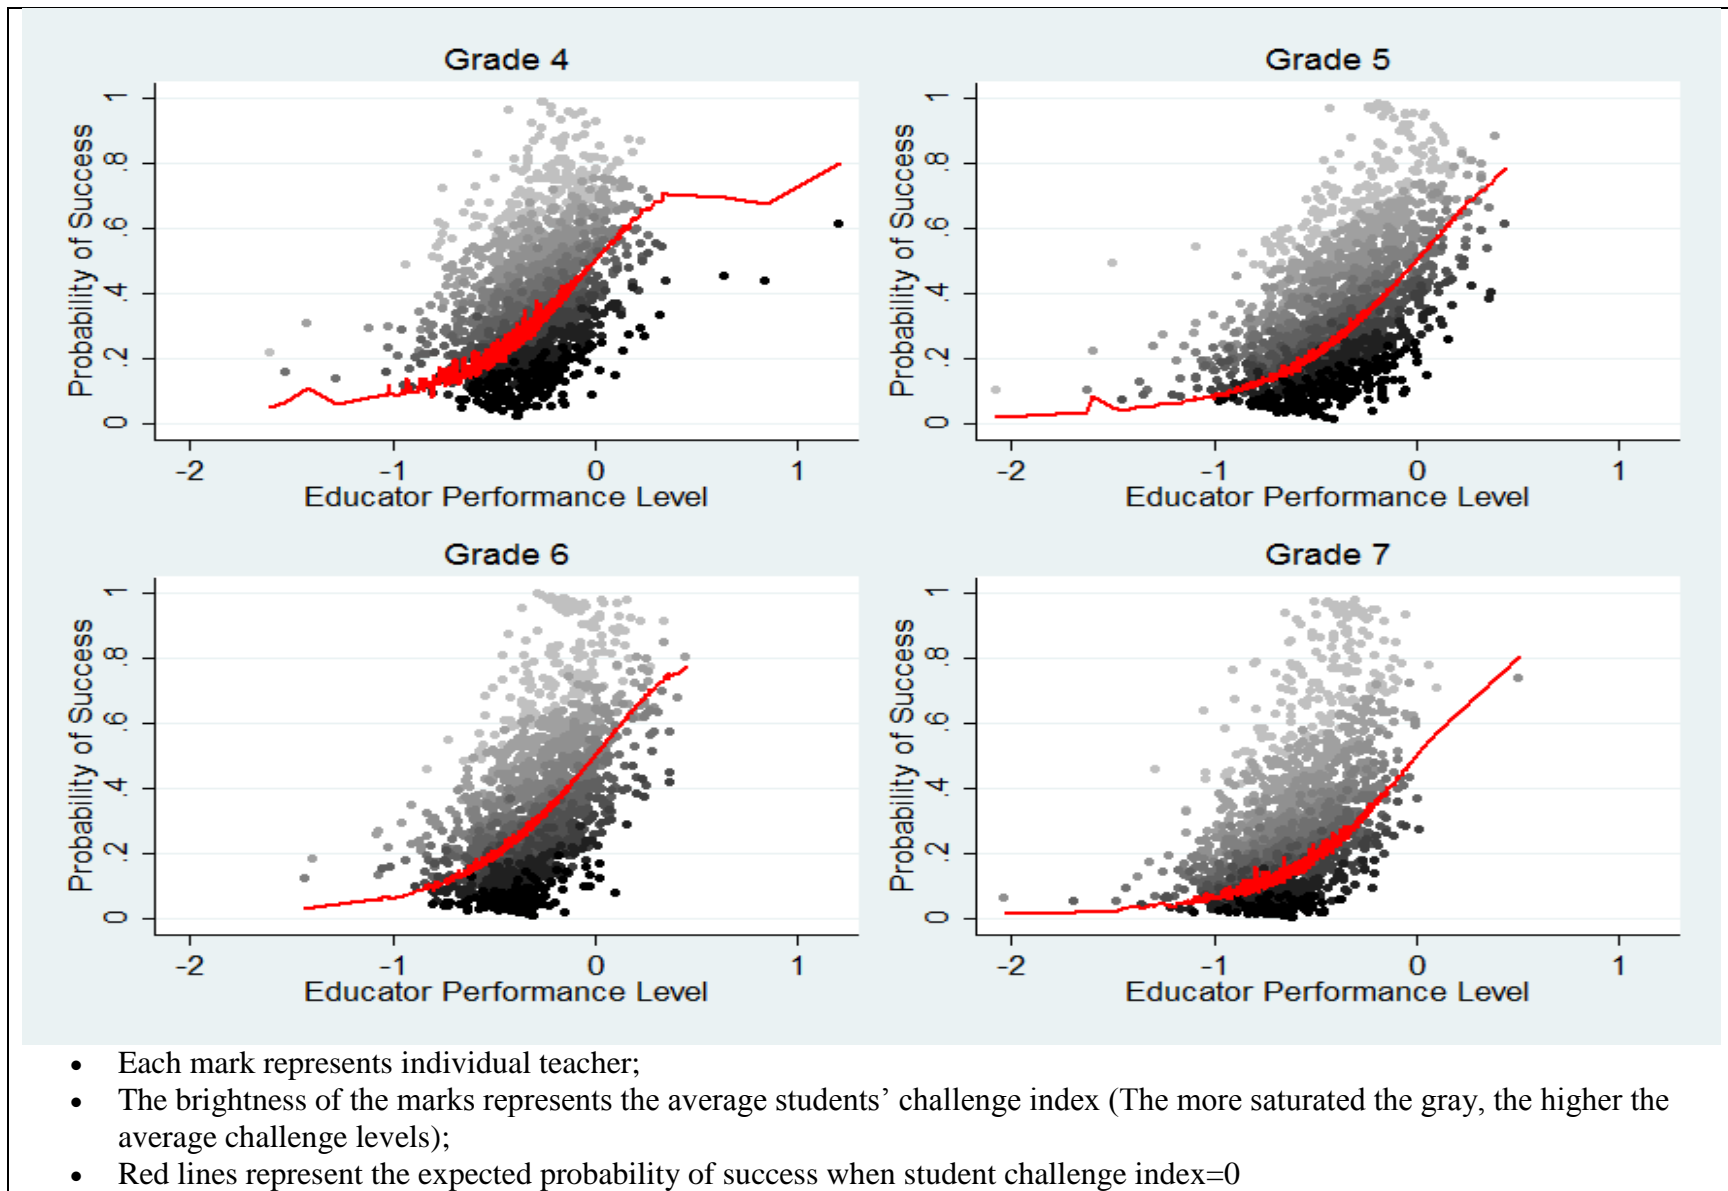 Grade 4
Probability of Success
0 .2 .4 .6 .8 1
-2 -1 0 1
Educator Performance Level
Grade 5
Probability of Success
0 .2 .4 .6 .8 1
-2 -1 0 1
Educator Performance Level
Grade 6
Probability of Success
0 .2 .4 .6 .8 1
-2 -1 0 1
Educator Performance Level
Grade 7
Probability of Success
0 .2 .4 .6 .8 1
-2 -1 0 1
Educator Performance Level
• Each mark represents individual teacher;
• The brightness of the marks represents the average students’ challenge index (The more saturated the gray, the higher the
average challenge levels);
• Red lines represent the expected probability of success when student challenge index=0